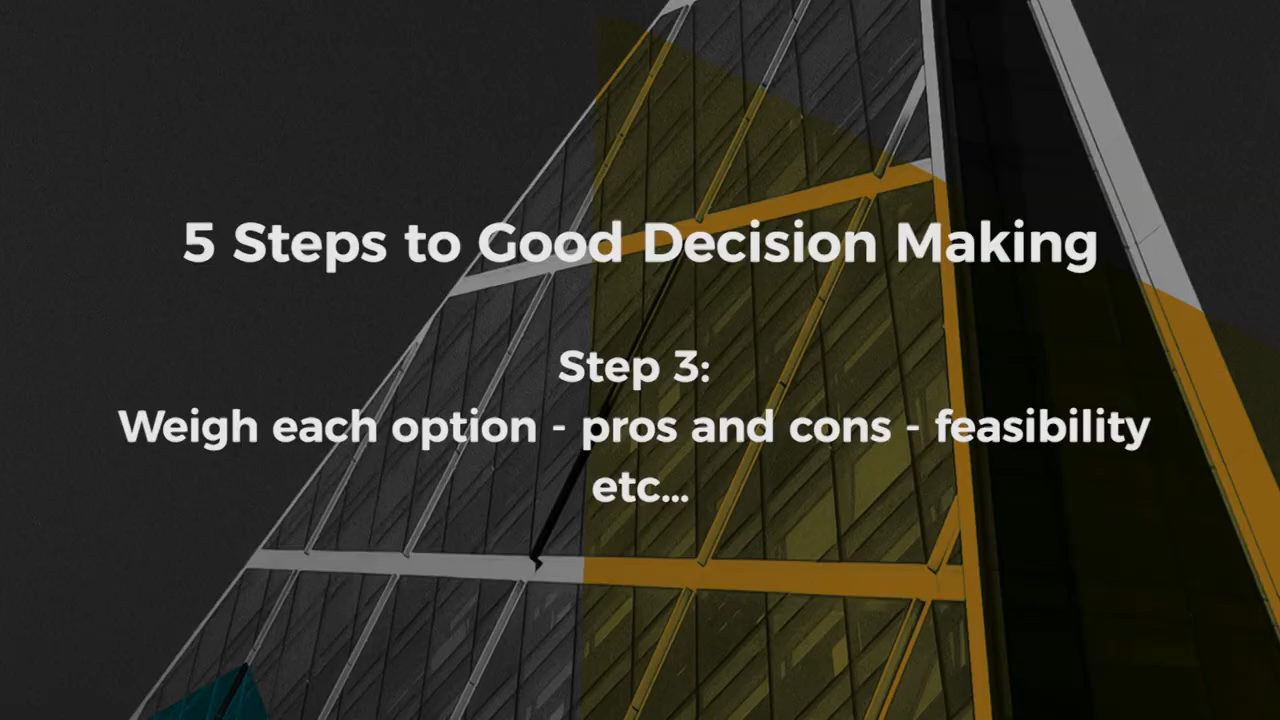 5 Steps to Good Decision Making
Step 3:
Weigh each option - pros and cons - feasibility
etc...